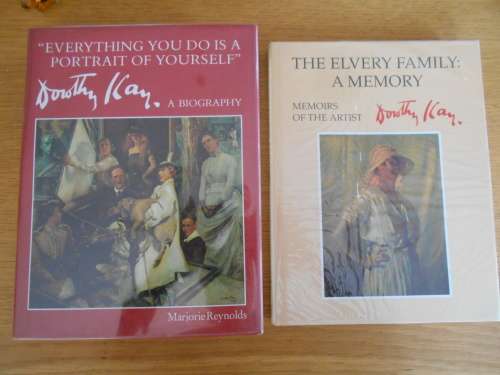 "EVERYTHING YOU DO IS A
PORTRAIT OF YOURSELF"
Dorothy Kay.
A BIOGRAPHY
Marjorie Reynolds
THE ELVERY FAMILY:
A MEMORY
MEMOIRS
OF THE ARTIST
Dorothy Kay.